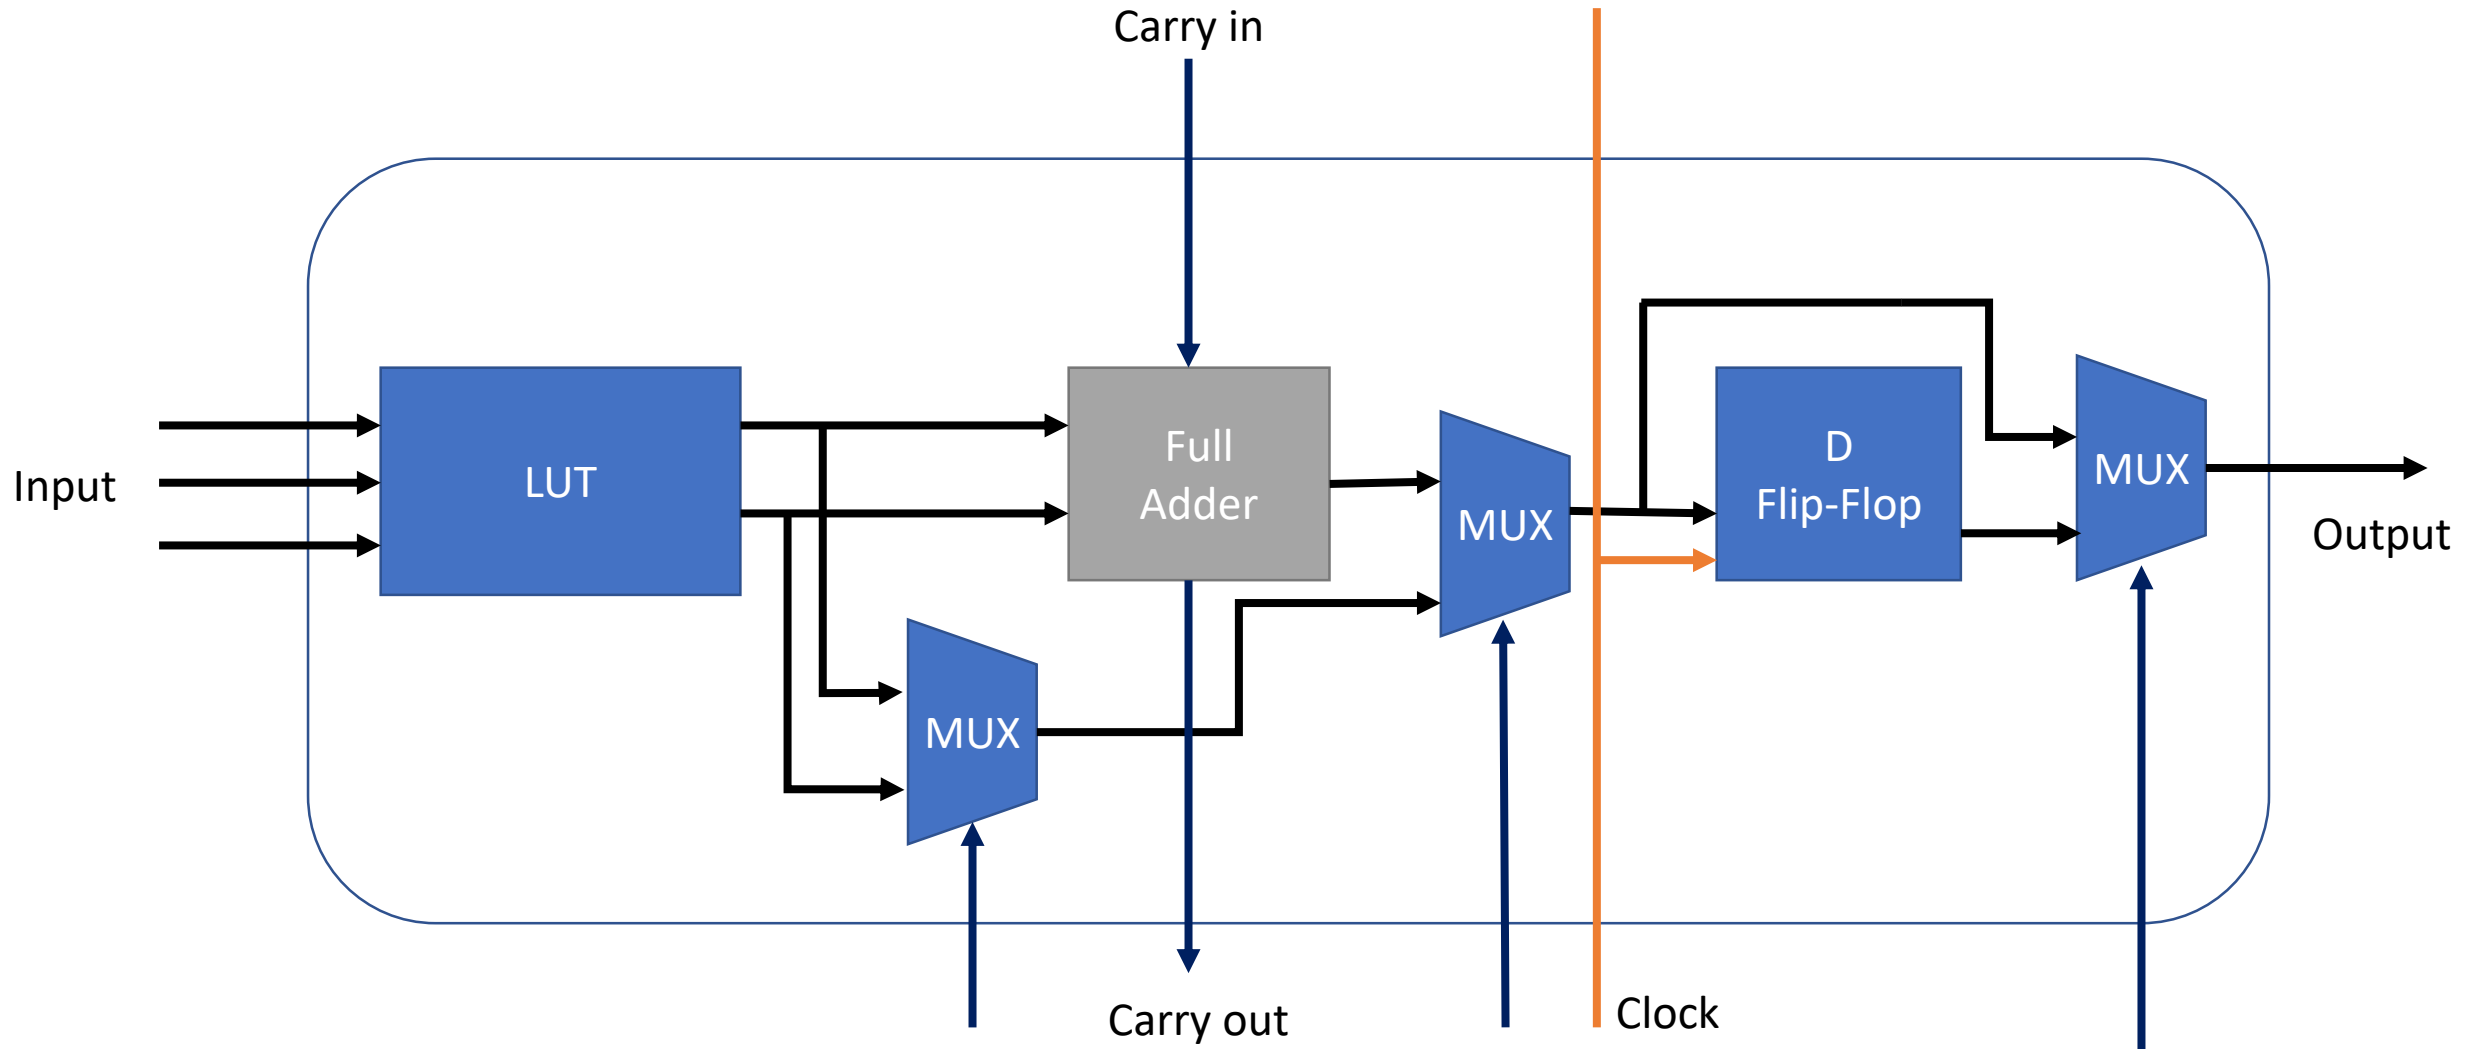 Carry in
Input
LUT
Full
Adder
MUX
MUX
D
Flip-Flop
MUX
Output
Carry out
Clock